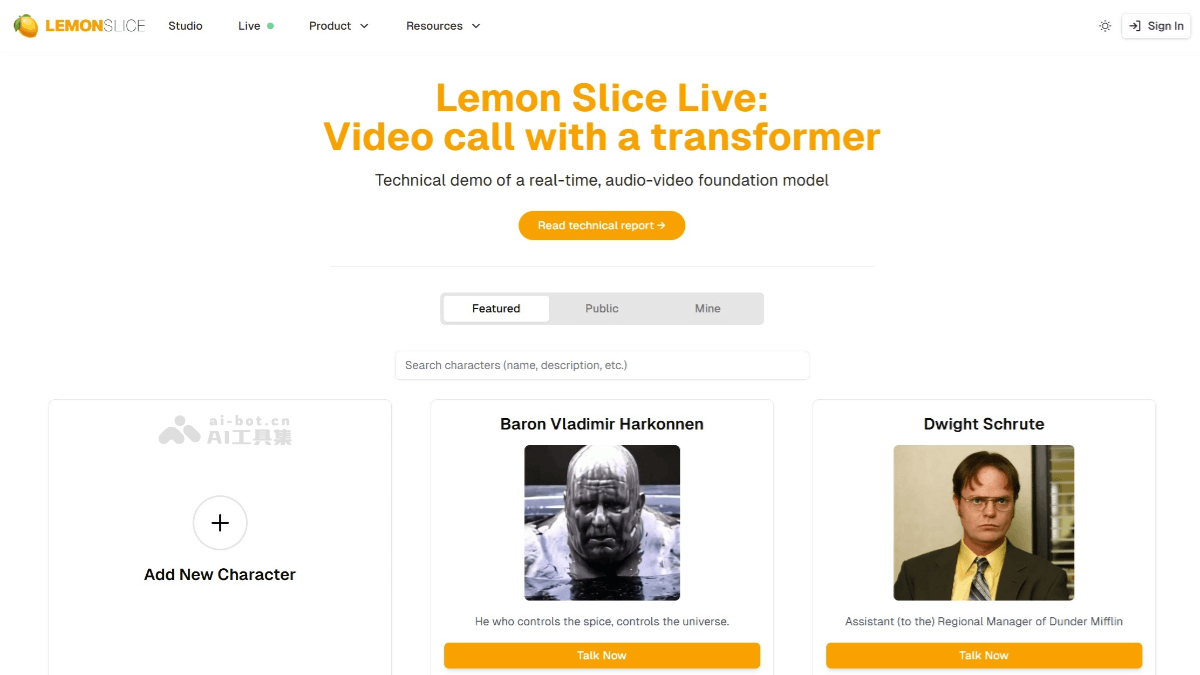 LEMONSLICE
Studio
Live
Product
Resources
Sign In
Lemon Slice Live:
Video call with a transformer
Technical demo of a real-time, audio-video foundation model
Read technical report →
Featured
Public
Mine
Search characters (name, description, etc.)
ai-bot.cn
AI工具集
Add New Character
Baron Vladimir Harkonnen
He who controls the spice, controls the universe.
Talk Now
Dwight Schrute
Assistant (to the) Regional Manager of Dunder Mifflin
Talk Now